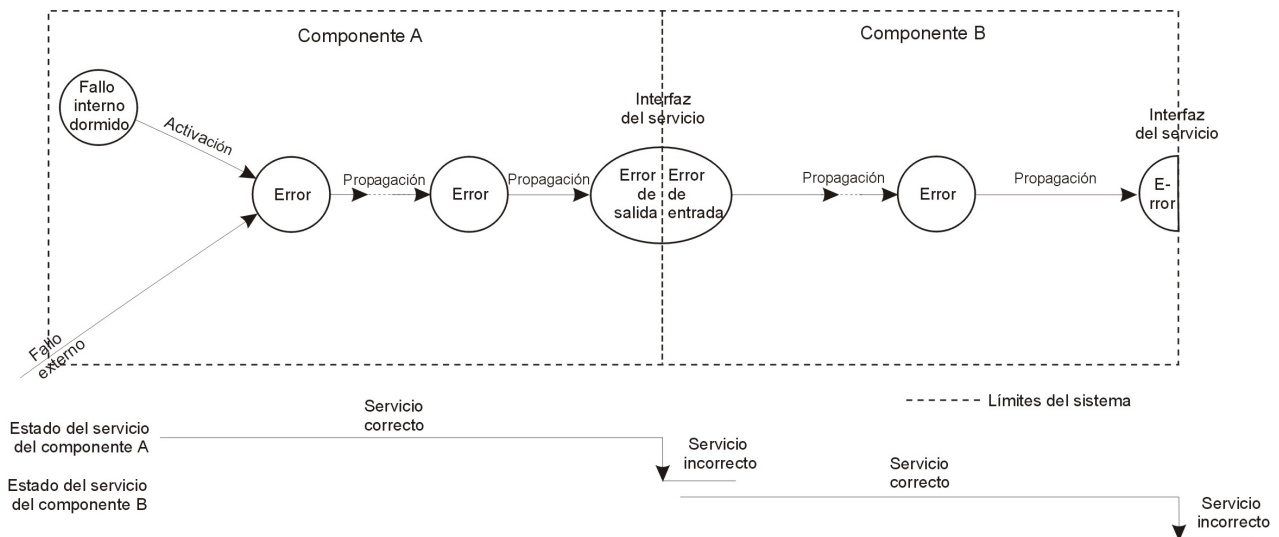 Componente A
Componente B
Fallo
interno
dormido
Activación
Interfaz
del servicio
Interfaz
del servicio
Error
Propagación
Error
Propagación
Error
de
salida
Error
de
entrada
Propagación
Error
Propagación
E-
rror
Fallo
externo
Límites del sistema
Estado del servicio
del componente A
Servicio
correcto
Servicio
incorrecto
Estado del servicio
del componente B
Servicio
correcto
Servicio
incorrecto